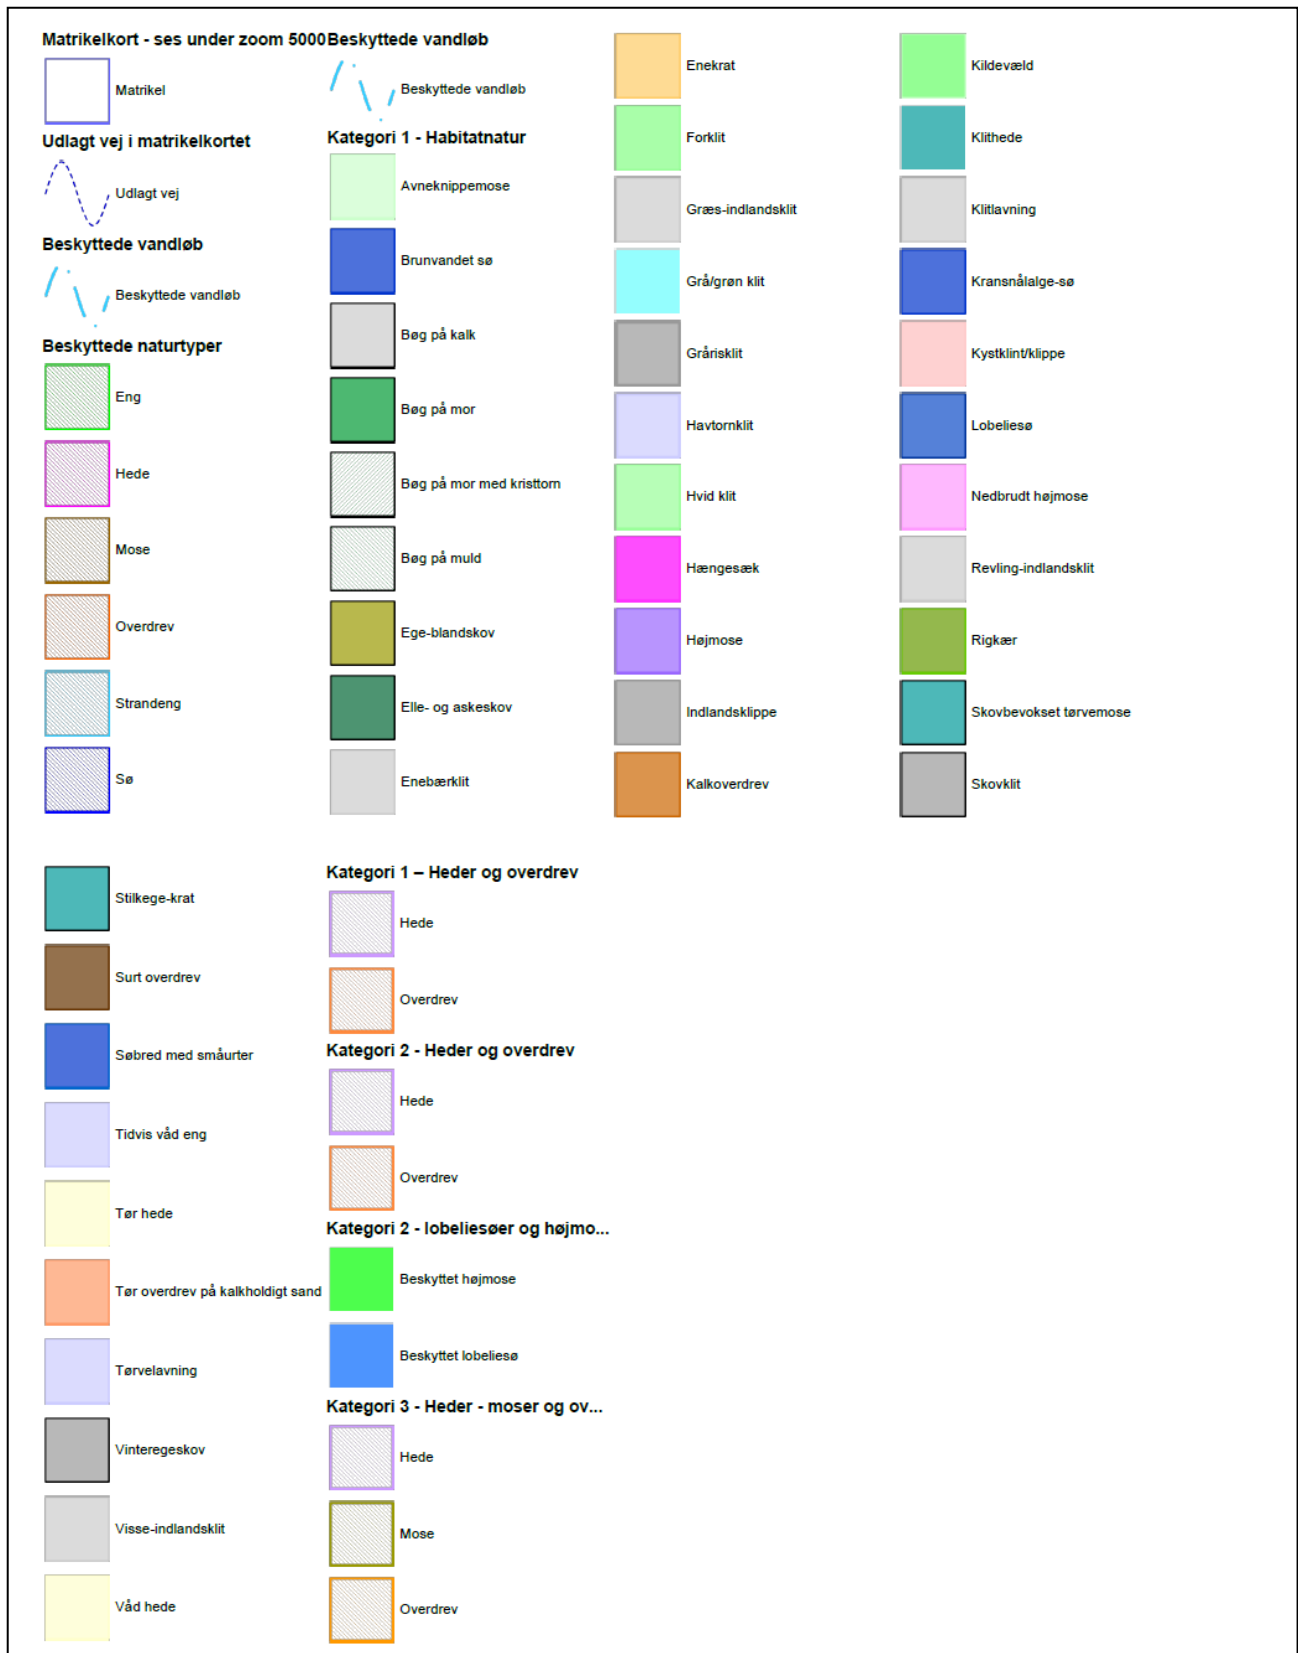 Matrikelkort - ses under zoom 5000
Matrikel
Udlagt vej i matrikelkortet
Udlagt vej
Beskyttede vandløb
Beskyttede vandløb
Beskyttede naturtyper
Eng
Hede
Mose
Overdrev
Strandeng
Sø
Beskyttede vandløb
Beskyttede vandløb
Kategori 1 - Habitatnatur
Avneknippemose
Brunvandet sø
Bøg på kalk
Bøg på mor
Bøg på mor med kristtorn
Bøg på muld
Ege-blandskov
Elle- og askeskov
Enebærklit
Enekrat
Forklit
Græs-indlandsklit
Grå/grøn klit
Grårisklit
Havtornklit
Hvid klit
Hængesæk
Højmose
Indlandsklippe
Kalkoverdrev
Kildevæld
Klithede
Klitlavning
Kransnålalge-sø
Kystklint/klippe
Lobeliesø
Nedbrudt højmose
Revling-indlandsklit
Rigkær
Skovbevokset tørvemose
Skovklit
Stilkege-krat
Surt overdrev
Søbred med småurter
Tidvis våd eng
Tør hede
Tør overdrev på kalkholdigt sand
Tørvelavning
Vinteregeskov
Visse-indlandsklit
Våd hede
Kategori 1 – Heder og overdrev
Hede
Overdrev
Kategori 2 - Heder og overdrev
Hede
Overdrev
Kategori 2 - lobeliesøer og højmo...
Beskyttet højmose
Beskyttet lobeliesø
Kategori 3 - Heder - moser og ov...
Hede
Mose
Overdrev